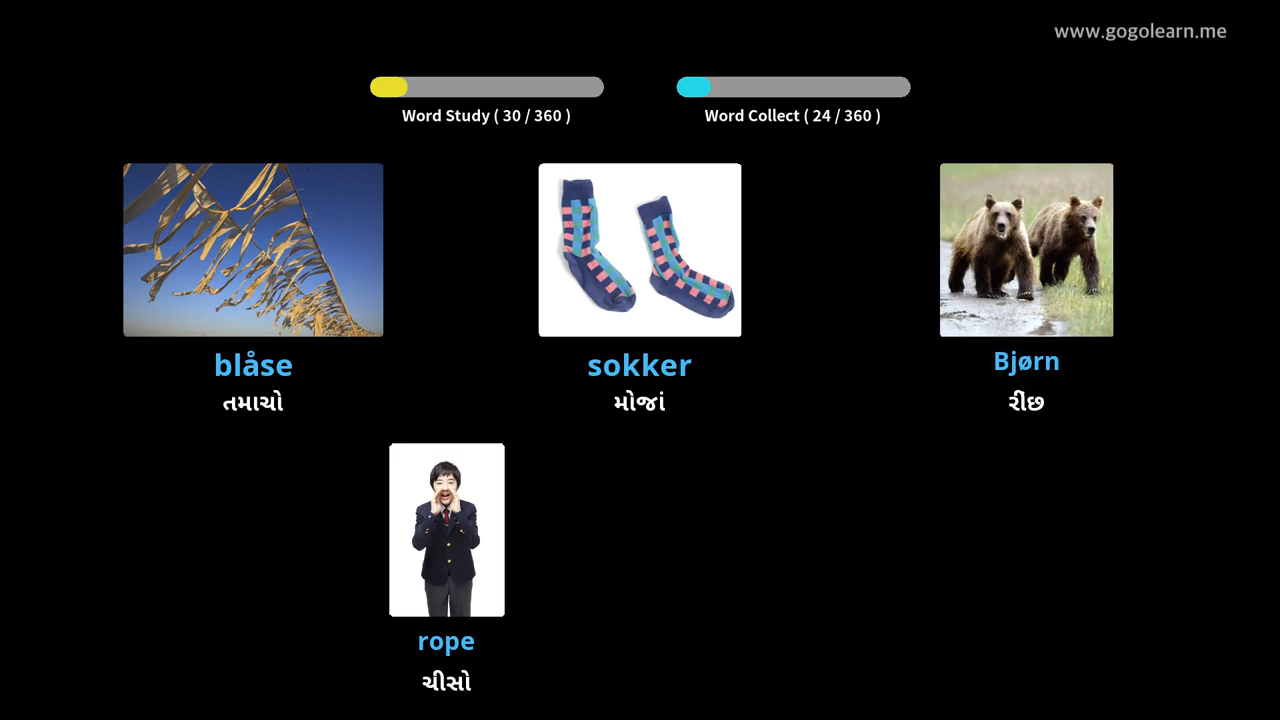 www.gogolearn.me
Word Study ( 30 / 360 )
Word Collect ( 24 / 360 )
blåse
તમાચો
sokker
મોજાં
Bjørn
રીંછ
rope
ચીસો